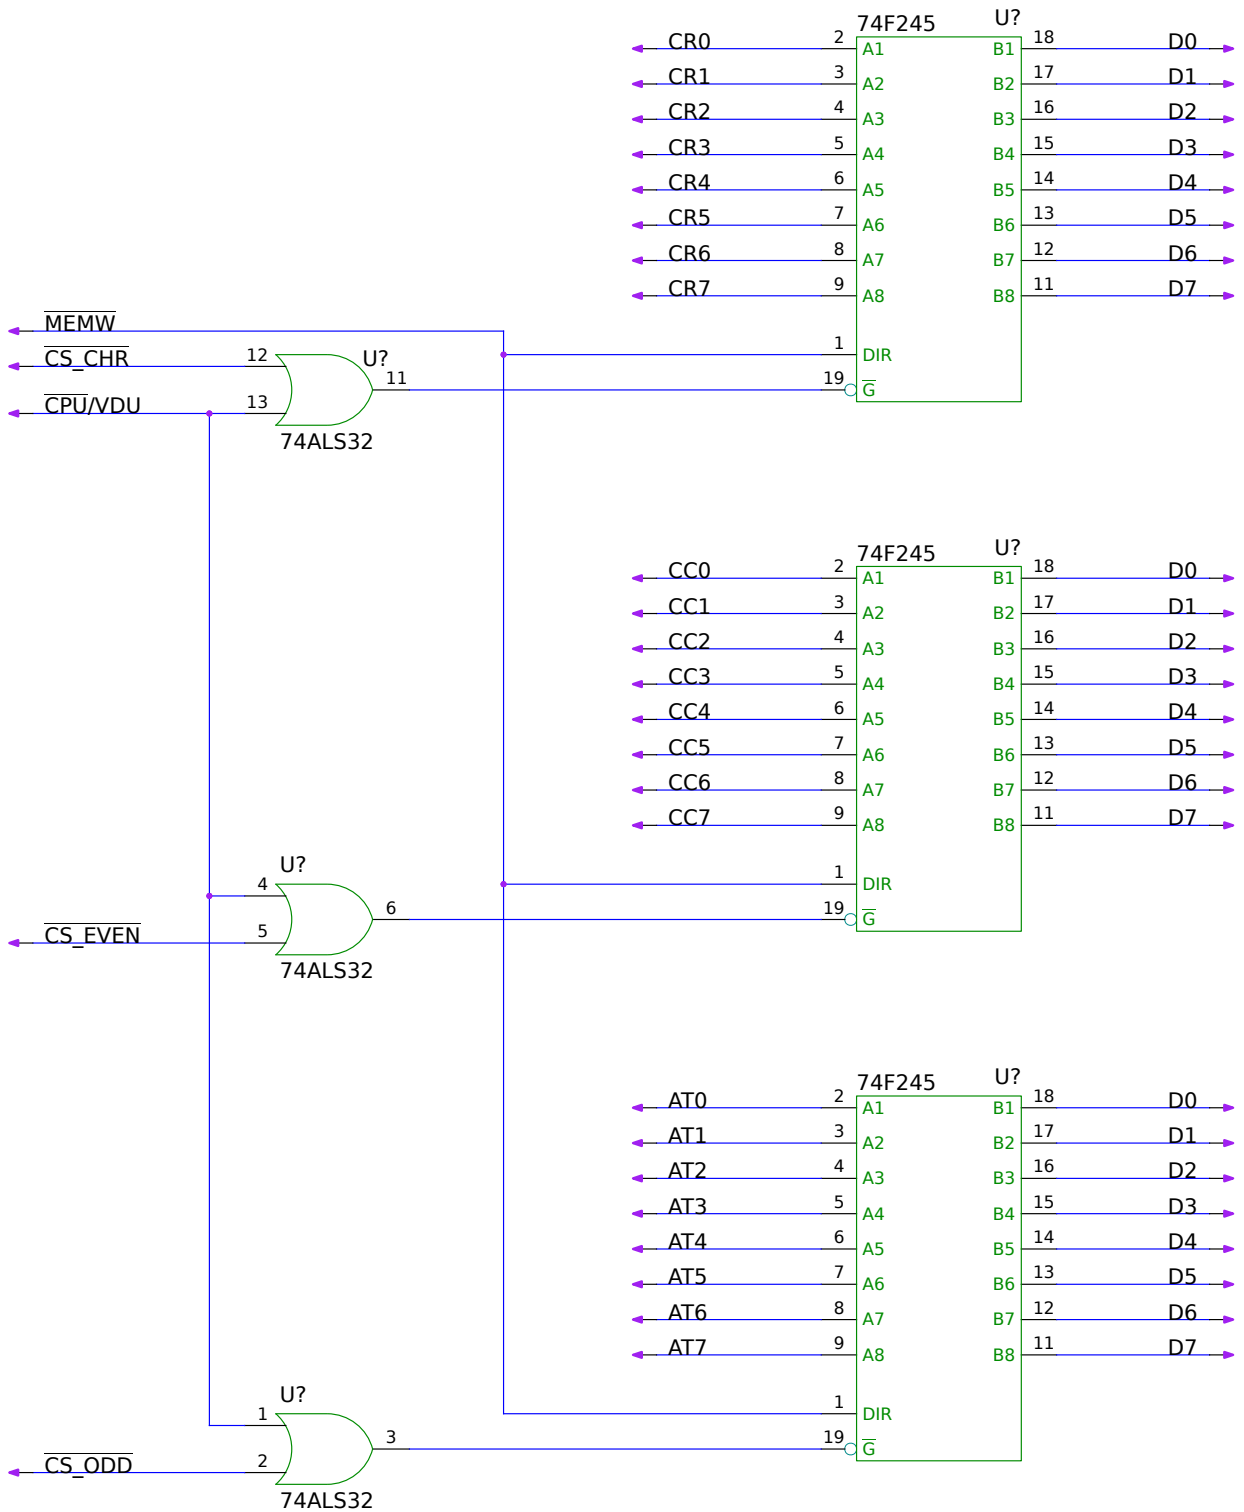 74F245 U?
CR0 2 A1 B1 18 D0
CR1 3 A2 B2 17 D1
CR2 4 A3 B3 16 D2
CR3 5 A4 B4 15 D3
CR4 6 A5 B5 14 D4
CR5 7 A6 B6 13 D5
CR6 8 A7 B7 12 D6
CR7 9 A8 B8 11 D7
MEMW
1 DIR
CS_CHR 12 U?
11 19 G
CPU/VDU 13
74ALS32
74F245 U?
CC0 2 A1 B1 18 D0
CC1 3 A2 B2 17 D1
CC2 4 A3 B3 16 D2
CC3 5 A4 B4 15 D3
CC4 6 A5 B5 14 D4
CC5 7 A6 B6 13 D5
CC6 8 A7 B7 12 D6
CC7 9 A8 B8 11 D7
U?
4 1 DIR
6 19 G
CS_EVEN 5
74ALS32
74F245 U?
AT0 2 A1 B1 18 D0
AT1 3 A2 B2 17 D1
AT2 4 A3 B3 16 D2
AT3 5 A4 B4 15 D3
AT4 6 A5 B5 14 D4
AT5 7 A6 B6 13 D5
AT6 8 A7 B7 12 D6
AT7 9 A8 B8 11 D7
U?
1 1 DIR
3 19 G
CS_ODD 2
74ALS32